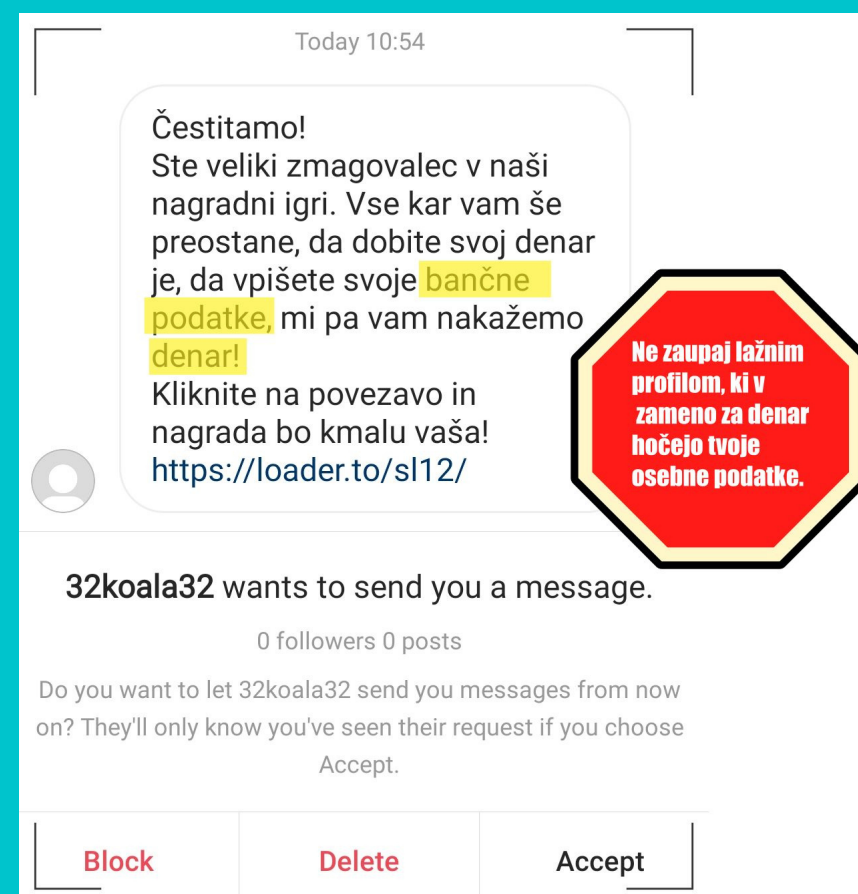 Today 10:54
Čestitamo!
Ste veliki zmagovalec v naši
nagradni igri. Vse kar vam še
preostane, da dobite svoj denar
je, da vpišete svoje bančne
podatke, mi pa vam nakažemo
denar!
Kliknite na povezavo in
nagrada bo kmalu vaša!
https://loader.to/sl12/
Ne zaupaj lažnim
profilom, ki v
zameno za denar
hočejo tvoje
osebne podatke.
32koala32 wants to send you a message.
0 followers 0 posts
Do you want to let 32koala32 send you messages from now
on? They'll only know you've seen their request if you choose
Accept.
Block Delete Accept